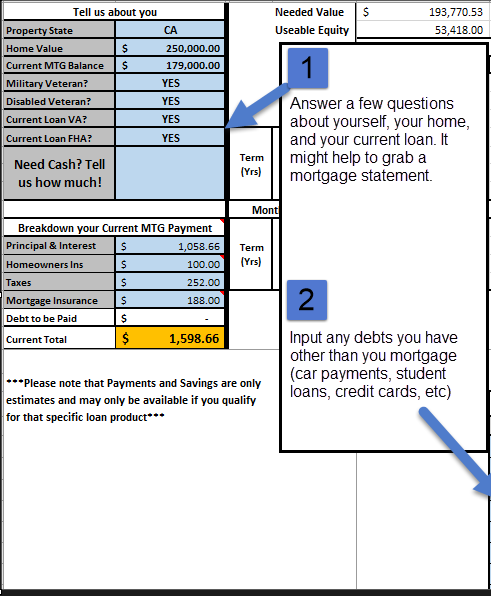 Tell us about you
Property State CA
Home Value $ 250,000.00
Current MTG Balance $ 179,000.00
Military Veteran? YES
Disabled Veteran? YES
Current Loan VA? YES
Current Loan FHA? YES
Need Cash? Tell
us how much!
Breakdown your Current MTG Payment
Principal & Interest $ 1,058.66
Homeowners Ins $ 100.00
Taxes $ 252.00
Mortgage Insurance $ 188.00
Debt to be Paid $ -
Current Total $ 1,598.66
***Please note that Payments and Savings are only
estimates and may only be available if you qualify
for that specific loan product***
Needed Value $ 193,770.53
Useable Equity 53,418.00
Term
(Yrs)
Mont
Term
(Yrs)
1
Answer a few questions
about yourself, your home,
and your current loan. It
might help to grab a
mortgage statement.
2
Input any debts you have
other than you mortgage
(car payments, student
loans, credit cards, etc)